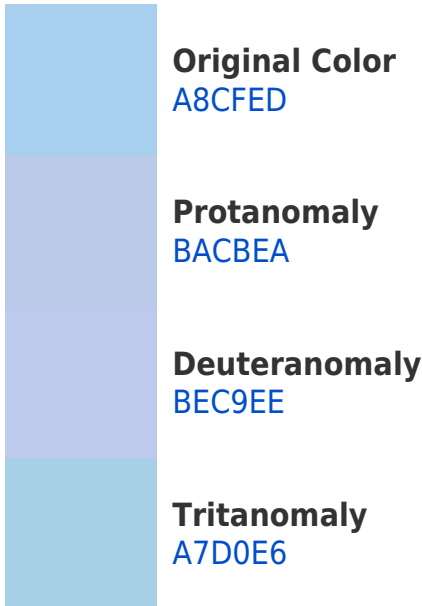 Original Color
A8CFED
Protanomaly
BACBEA
Deuteranomaly
BEC9EE
Tritanomaly
A7D0E6